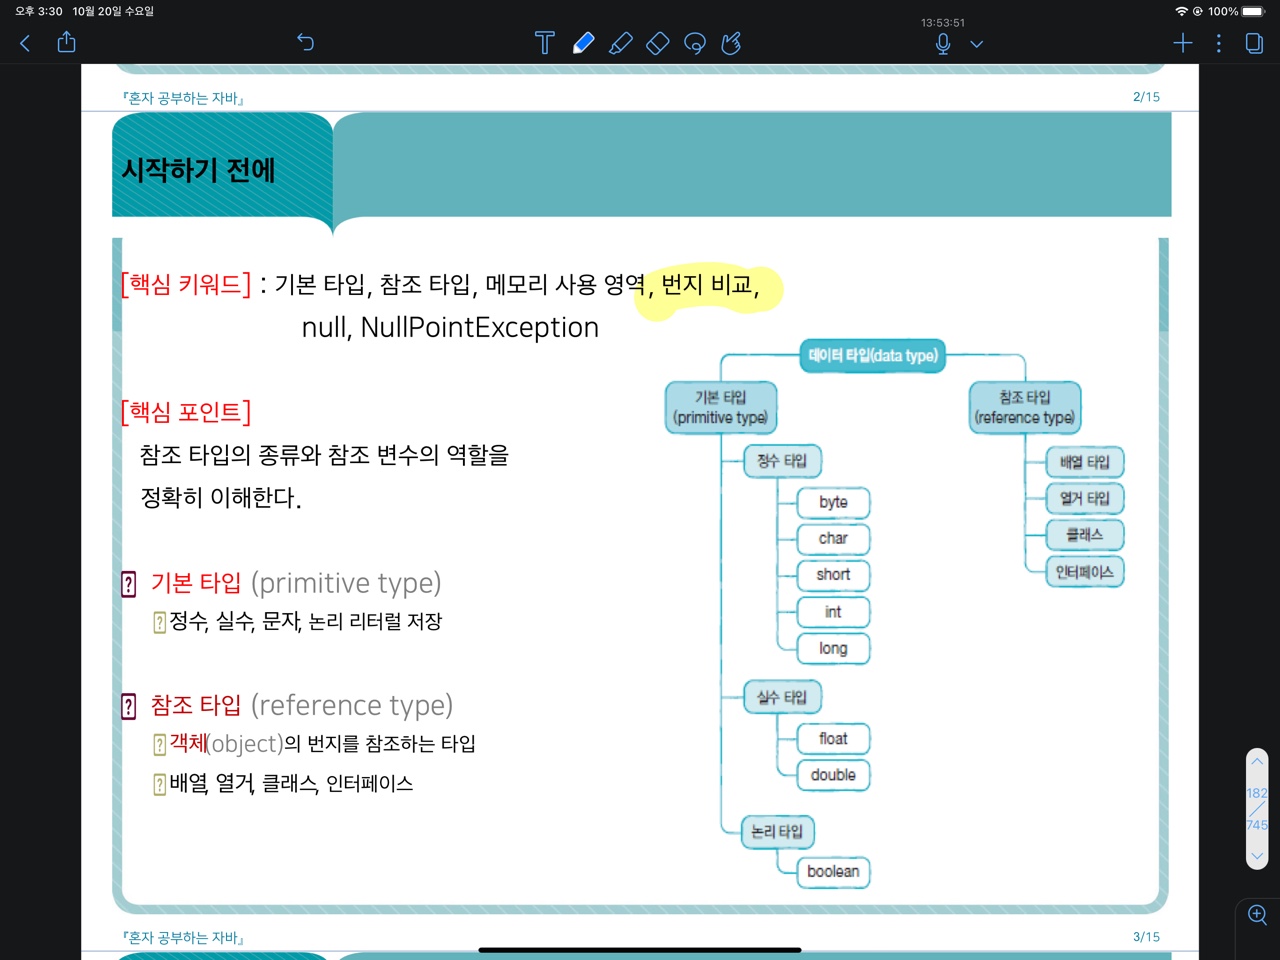 오후 3:30 10월 20일 수요일
100%
13:53:51
『혼자 공부하는 자바』
2/15
시작하기 전에
[핵심 키워드] : 기본 타입, 참조 타입, 메모리 사용 영역, 번지 비교,
null, NullPointException
[핵심 포인트]
참조 타입의 종류와 참조 변수의 역할을
정확히 이해한다.
? 기본 타입 (primitive type)
? 정수, 실수, 문자, 논리 리터럴 저장
? 참조 타입 (reference type)
? 객체(object)의 번지를 참조하는 타입
? 배열, 열거, 클래스, 인터페이스
데이터 타입(data type)
기본 타입
(primitive type)
정수 타입
byte
char
short
int
long
실수 타입
float
double
논리 타입
boolean
참조 타입
(reference type)
배열 타입
열거 타입
클래스
인터페이스
182
745
『혼자 공부하는 자바』
3/15